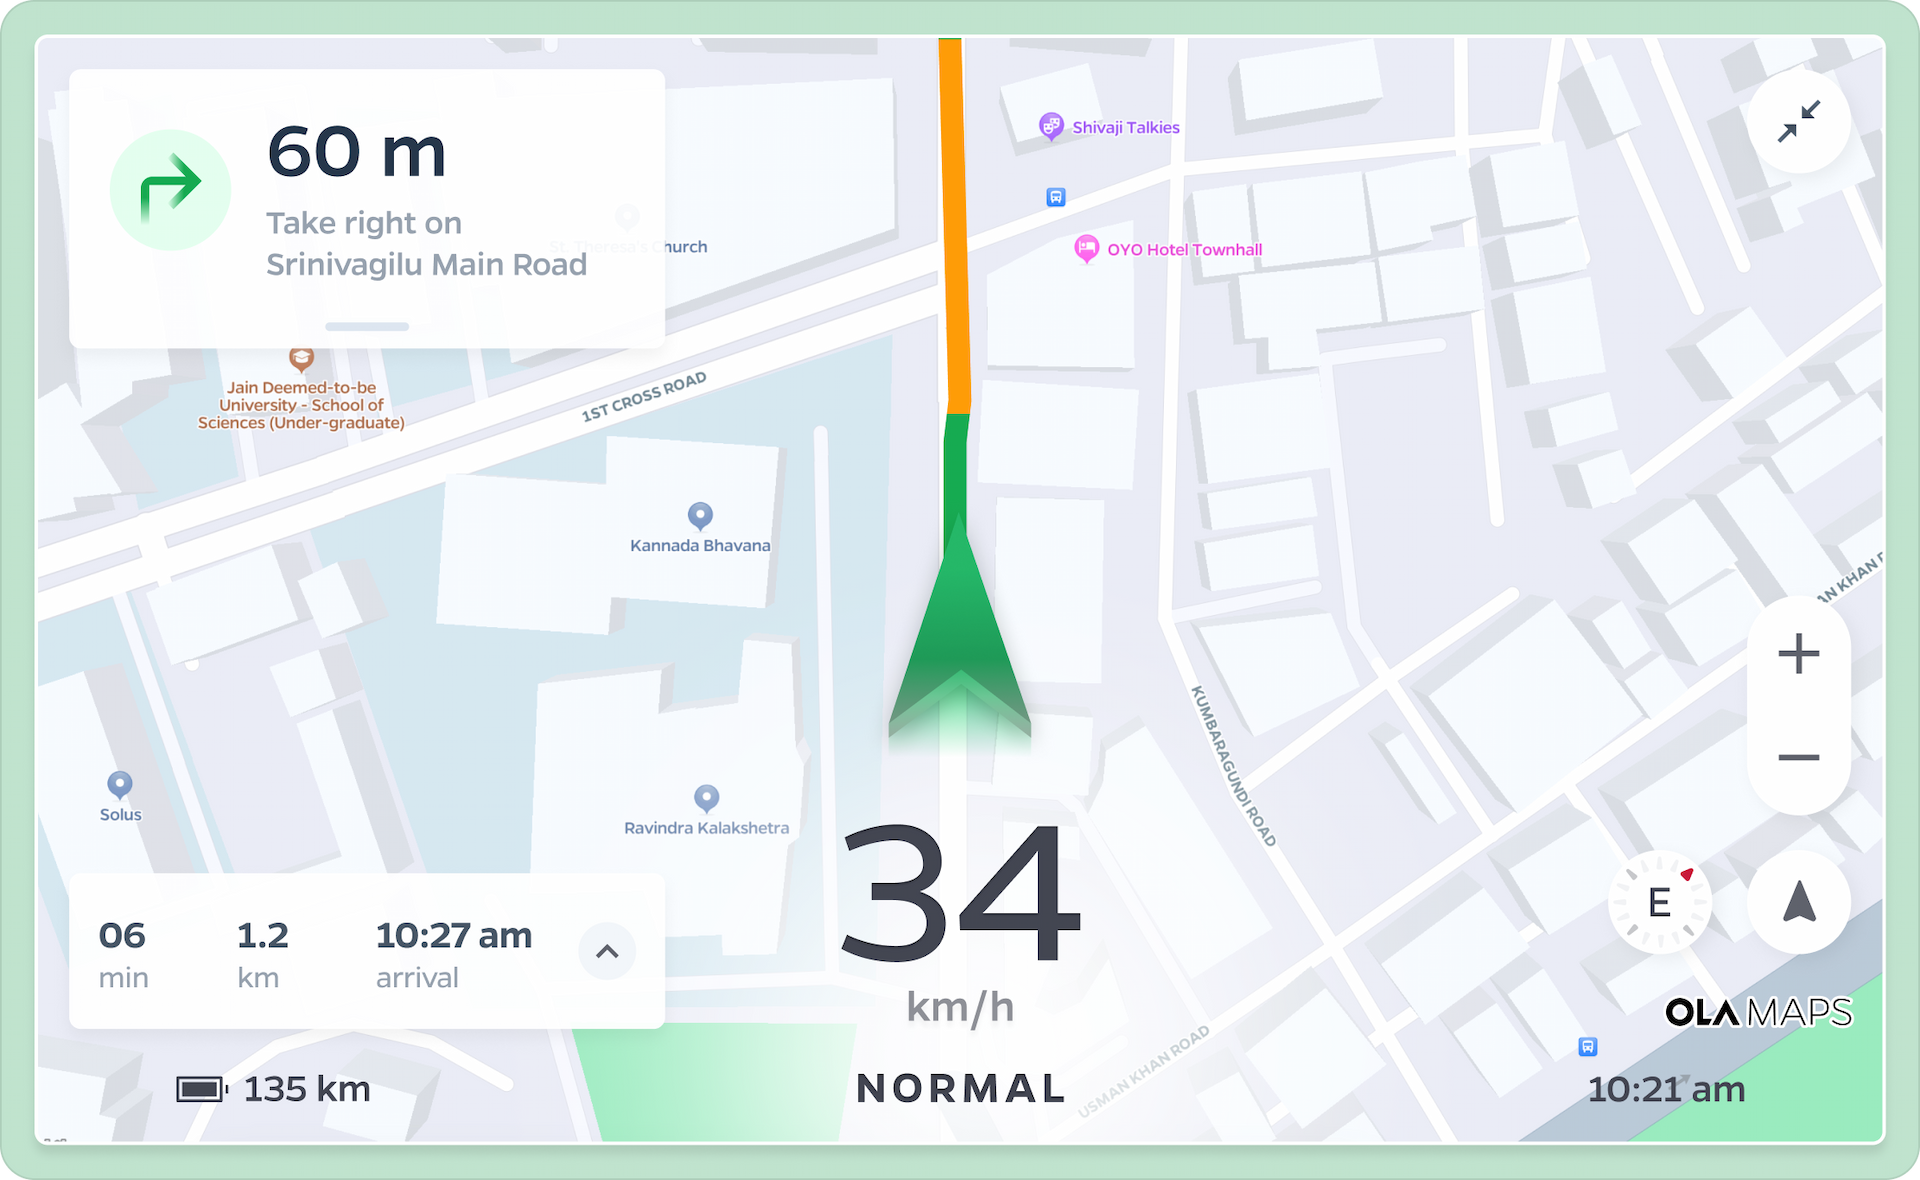 60 m
Take right on
Srinivagilu Main Road
St. Theresa's Church
Shivaji Talkies
OYO Hotel Townhall
Jain Deemed-to-be
University - School of
Sciences (Under-graduate)
1ST CROSS ROAD
Kannada Bhavana
Solus
Ravindra Kalakshetra
KUMBARAGUNDI ROAD
AN KHAN
34
km/h
NORMAL
06
min
1.2
km
10:27 am
arrival
E
OLA MAPS
USMAN KHAN ROAD
135 km
10:21 am